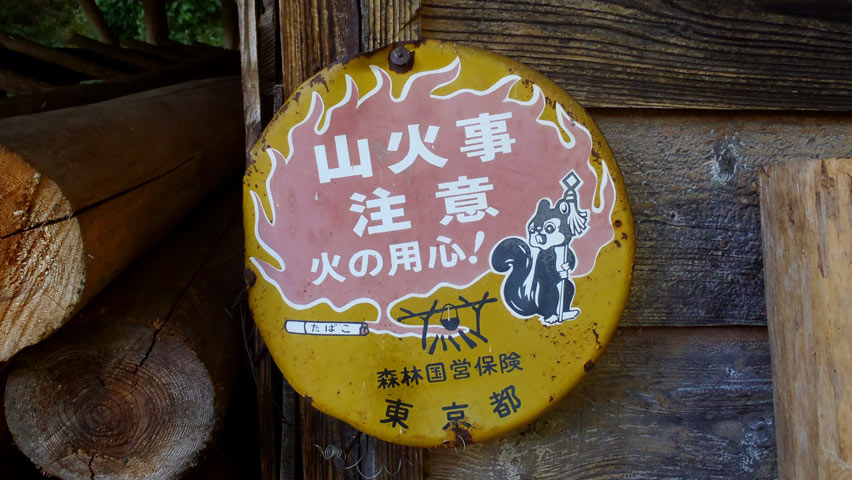 山火事
注意
火の用心!
たばこ
森林国営保険
東京都